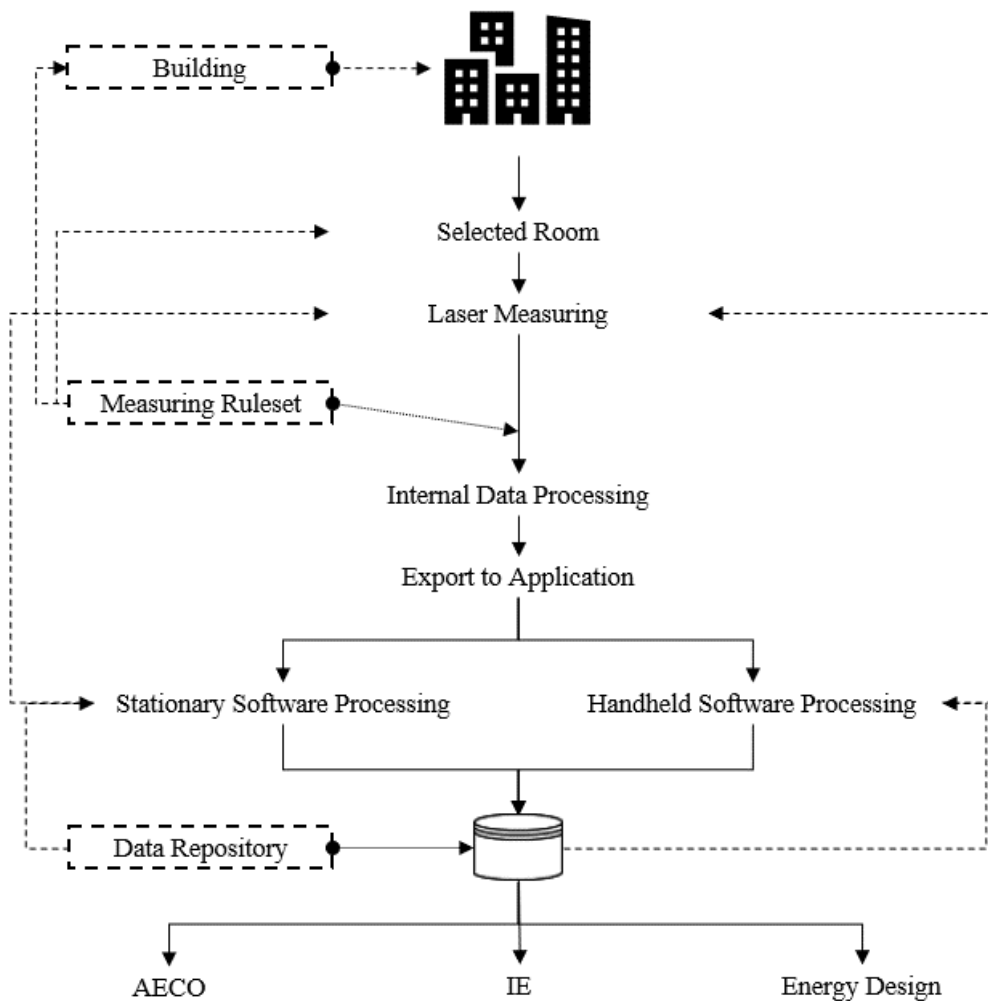 Building
Selected Room
Laser Measuring
Measuring Ruleset
Internal Data Processing
Export to Application
Stationary Software Processing
Handheld Software Processing
Data Repository
AECO
IE
Energy Design